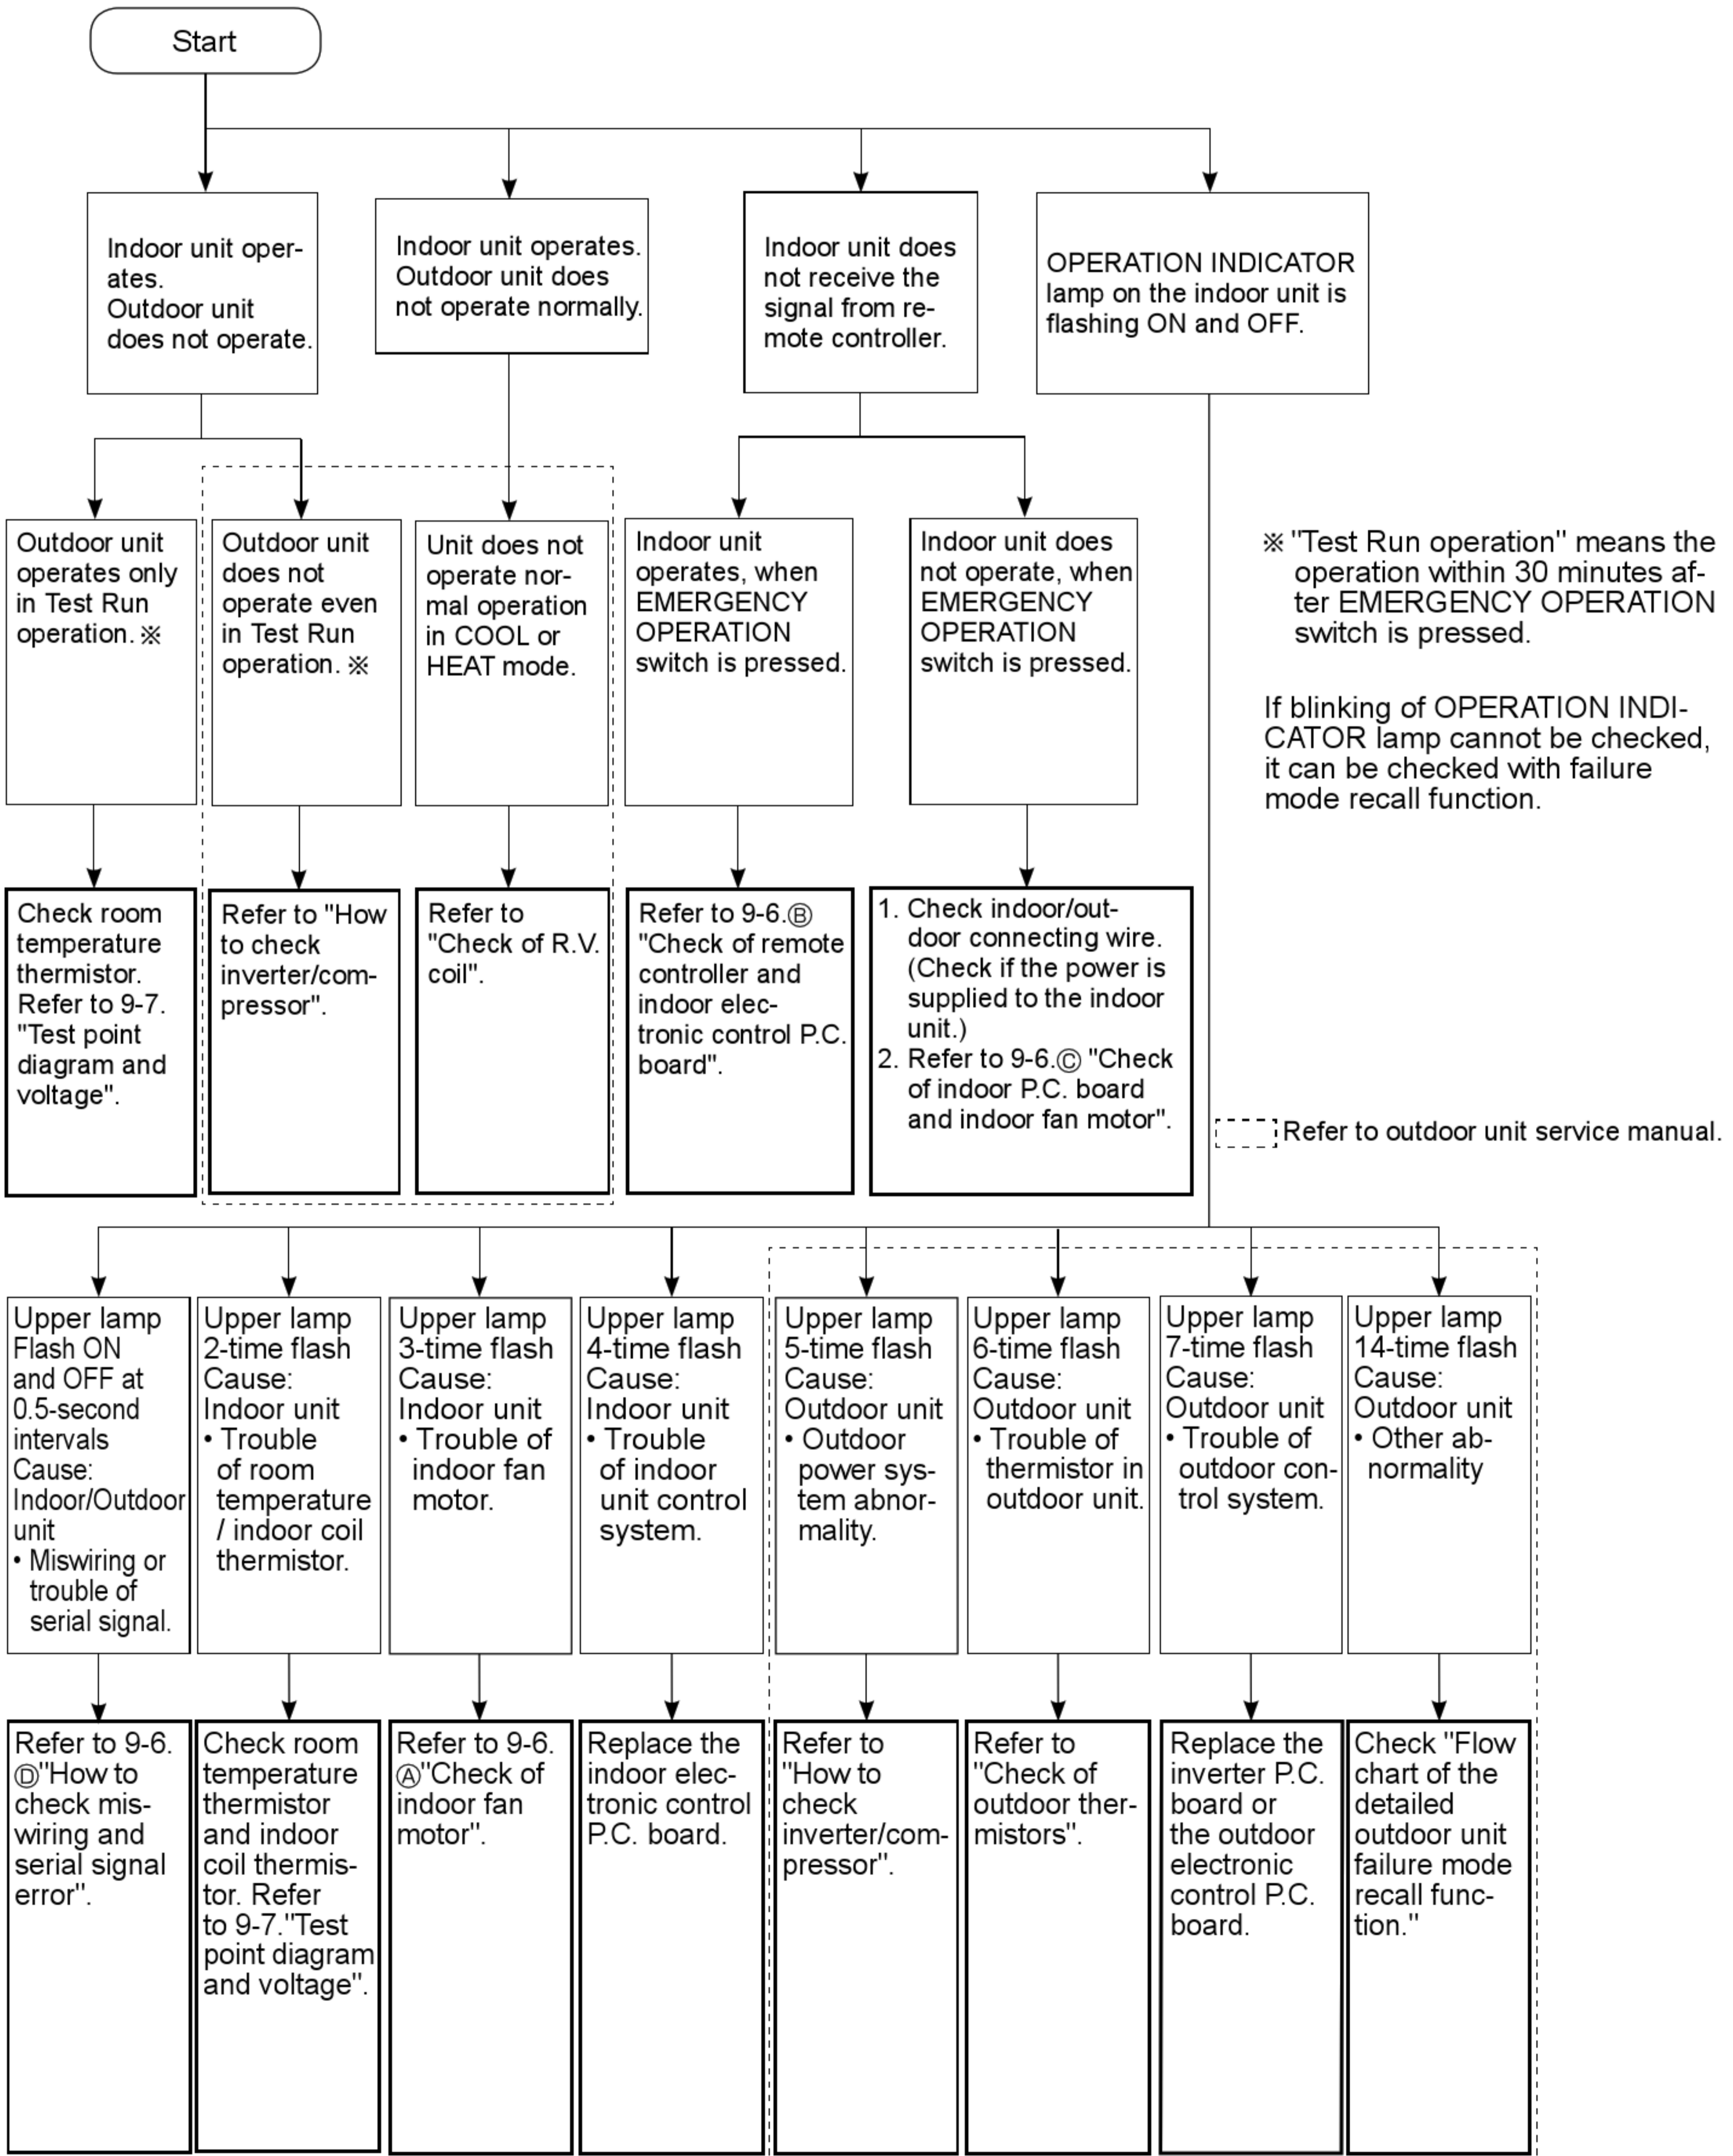 Start
Indoor unit oper-
ates.
Outdoor unit
does not operate.
Indoor unit operates.
Outdoor unit does
not operate normally.
Indoor unit does
not receive the
signal from re-
mote controller.
OPERATION INDICATOR
lamp on the indoor unit is
flashing ON and OFF.
Outdoor unit
operates only
in Test Run
operation. ※
Outdoor unit
does not
operate even
in Test Run
operation. ※
Unit does not
operate nor-
mal operation
in COOL or
HEAT mode.
Indoor unit
operates, when
EMERGENCY
OPERATION
switch is pressed.
Indoor unit does
not operate, when
EMERGENCY
OPERATION
switch is pressed.
※ "Test Run operation" means the
operation within 30 minutes af-
ter EMERGENCY OPERATION
switch is pressed.
If blinking of OPERATION INDI-
CATOR lamp cannot be checked,
it can be checked with failure
mode recall function.
Check room
temperature
thermistor.
Refer to 9-7.
"Test point
diagram and
voltage".
Refer to "How
to check
inverter/com-
pressor".
Refer to
"Check of R.V.
coil".
Refer to 9-6.Ⓑ
"Check of remote
controller and
indoor elec-
tronic control P.C.
board".
1. Check indoor/out-
door connecting wire.
(Check if the power is
supplied to the indoor
unit.)
2. Refer to 9-6.Ⓒ "Check
of indoor P.C. board
and indoor fan motor".
Refer to outdoor unit service manual.
Upper lamp
Flash ON
and OFF at
0.5-second
intervals
Cause:
Indoor/Outdoor
unit
• Miswiring or
trouble of
serial signal.
Upper lamp
2-time flash
Cause:
Indoor unit
• Trouble
of room
temperature
/ indoor coil
thermistor.
Upper lamp
3-time flash
Cause:
Indoor unit
• Trouble of
indoor fan
motor.
Upper lamp
4-time flash
Cause:
Indoor unit
• Trouble
of indoor
unit control
system.
Upper lamp
5-time flash
Cause:
Outdoor unit
• Outdoor
power sys-
tem abnor-
mality.
Upper lamp
6-time flash
Cause:
Outdoor unit
• Trouble of
thermistor in
outdoor unit.
Upper lamp
7-time flash
Cause:
Outdoor unit
• Trouble of
outdoor con-
trol system.
Upper lamp
14-time flash
Cause:
Outdoor unit
• Other ab-
normality
Refer to 9-6.
Ⓓ"How to
check mis-
wiring and
serial signal
error".
Check room
temperature
thermistor
and indoor
coil thermis-
tor. Refer
to 9-7."Test
point diagram
and voltage".
Refer to 9-6.
Ⓐ"Check of
indoor fan
motor".
Replace the
indoor elec-
tronic control
P.C. board.
Refer to
"How to
check
inverter/com-
pressor".
Refer to
"Check of
outdoor ther-
mistors".
Replace the
inverter P.C.
board or
the outdoor
electronic
control P.C.
board.
Check "Flow
chart of the
detailed
outdoor unit
failure mode
recall func-
tion."